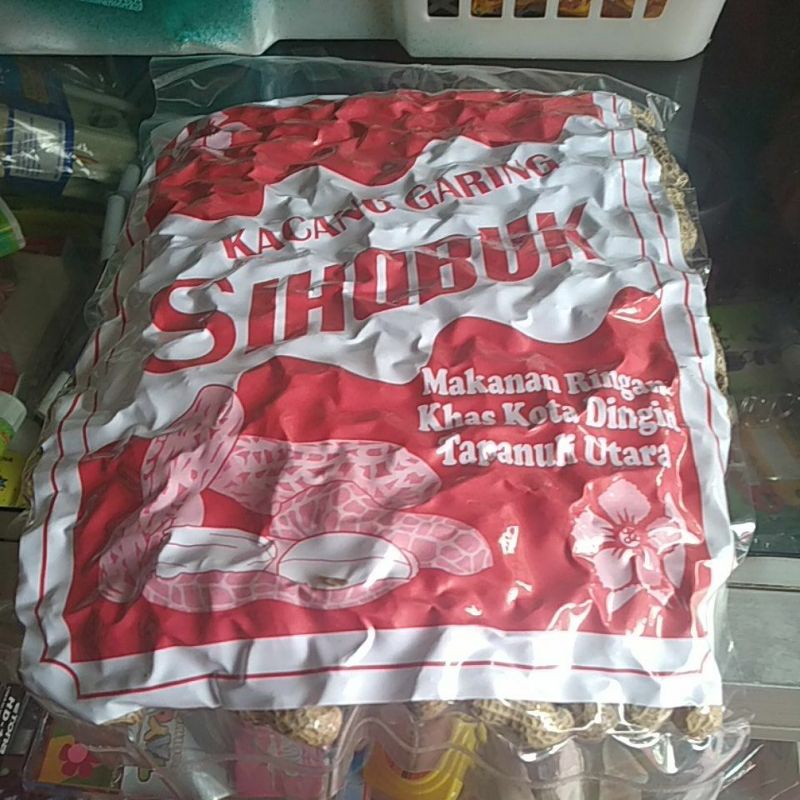 KACANG GARING
SIHOBUK
Makanan Ringan
Khas Kota Dingin
Tapanuli Utara